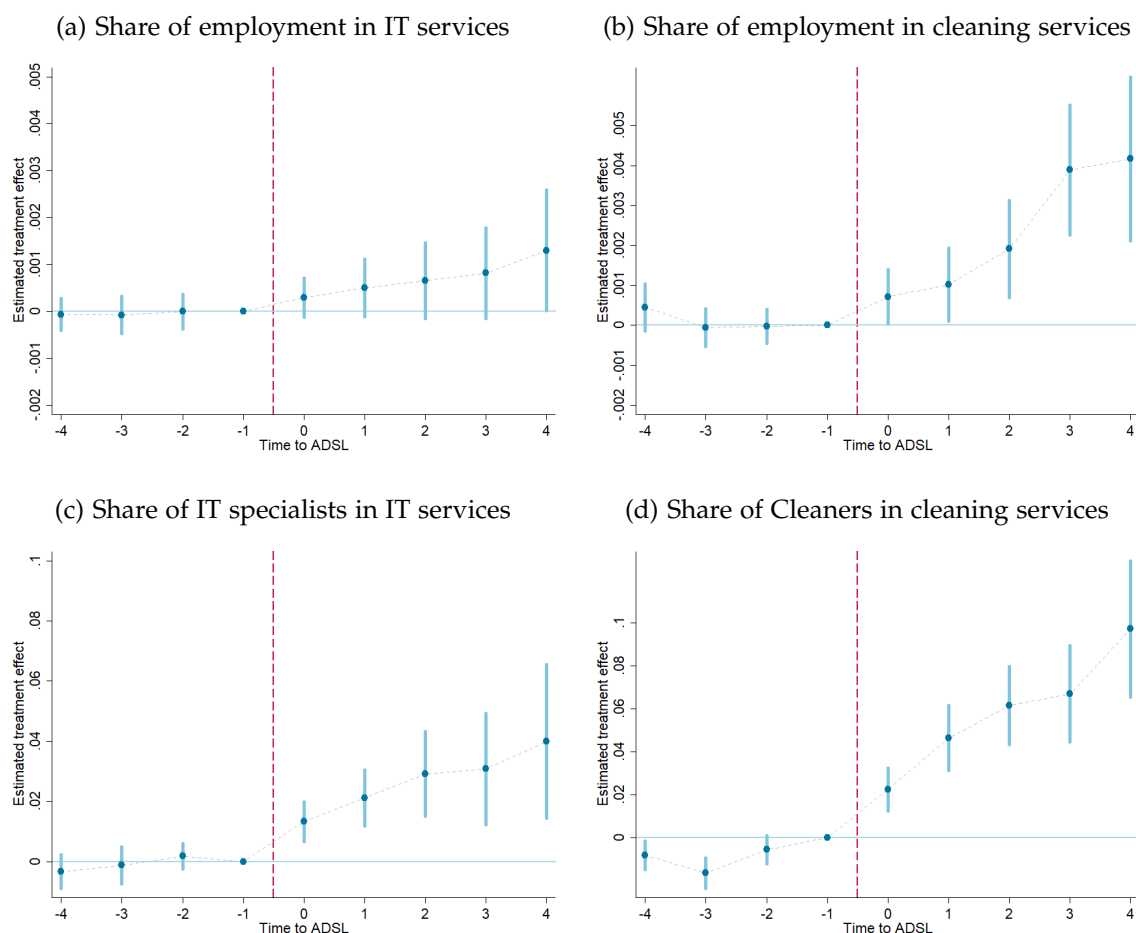 (a) Share of employment in IT services
Estimated treatment effect
.005
.004
.003
.002
.001
0
-.001
-.002
-4 -3 -2 -1 0 1 2 3 4
Time to ADSL
(b) Share of employment in cleaning services
Estimated treatment effect
.005
.004
.003
.002
.001
0
-.001
-.002
-4 -3 -2 -1 0 1 2 3 4
Time to ADSL
(c) Share of IT specialists in IT services
Estimated treatment effect
.1
.08
.06
.04
.02
0
-4 -3 -2 -1 0 1 2 3 4
Time to ADSL
(d) Share of Cleaners in cleaning services
Estimated treatment effect
.1
.08
.06
.04
.02
0
-4 -3 -2 -1 0 1 2 3 4
Time to ADSL